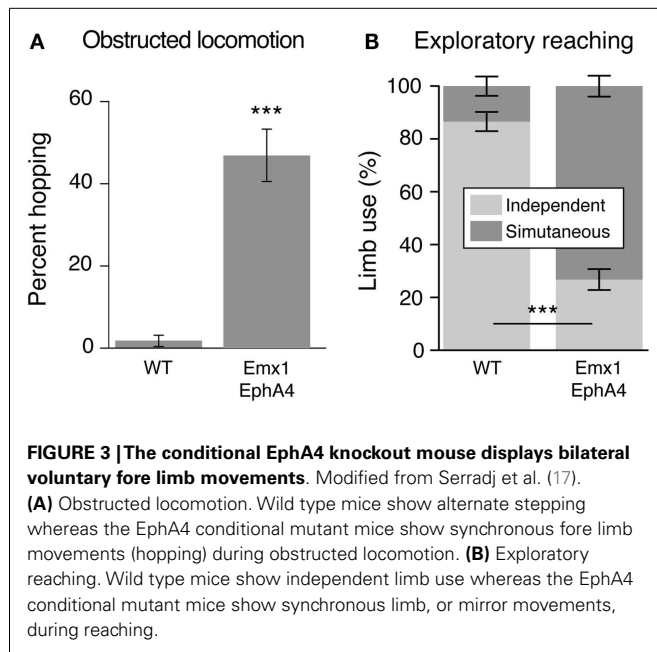 A Obstructed locomotion
60
40
20
0
Percent hopping
***
WT
Emx1
EphA4
B Exploratory reaching
100
80
60
40
20
0
Limb use (%)
Independent
Simutaneous
***
WT
Emx1
EphA4
FIGURE 3 | The conditional EphA4 knockout mouse displays bilateral
voluntary fore limb movements. Modified from Serradj et al. (17).
(A) Obstructed locomotion. Wild type mice show alternate stepping
whereas the EphA4 conditional mutant mice show synchronous fore limb
movements (hopping) during obstructed locomotion. (B) Exploratory
reaching. Wild type mice show independent limb use whereas the EphA4
conditional mutant mice show synchronous limb, or mirror movements,
during reaching.